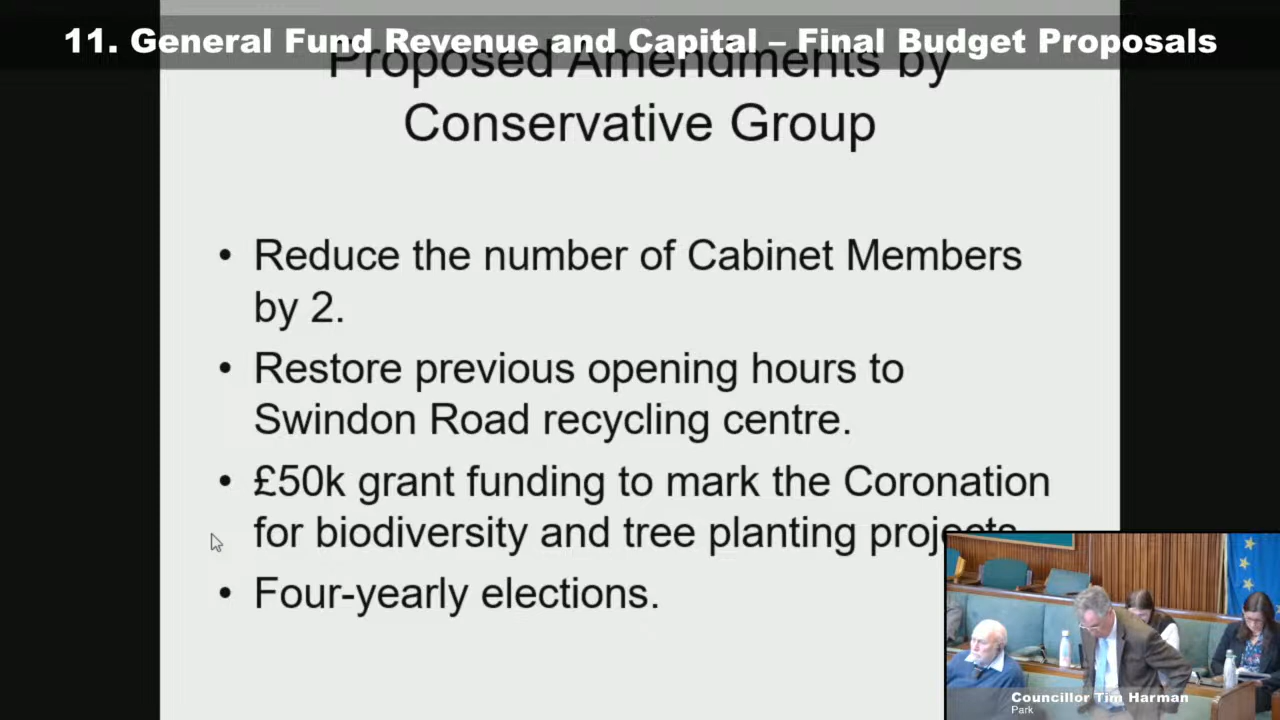 11. General Fund Revenue and Capital – Final Budget Proposals
Proposed Amendments by
Conservative Group
• Reduce the number of Cabinet Members
by 2.
• Restore previous opening hours to
Swindon Road recycling centre.
• £50k grant funding to mark the Coronation
for biodiversity and tree planting projects
• Four-yearly elections.
Councillor Tim Harman
Park